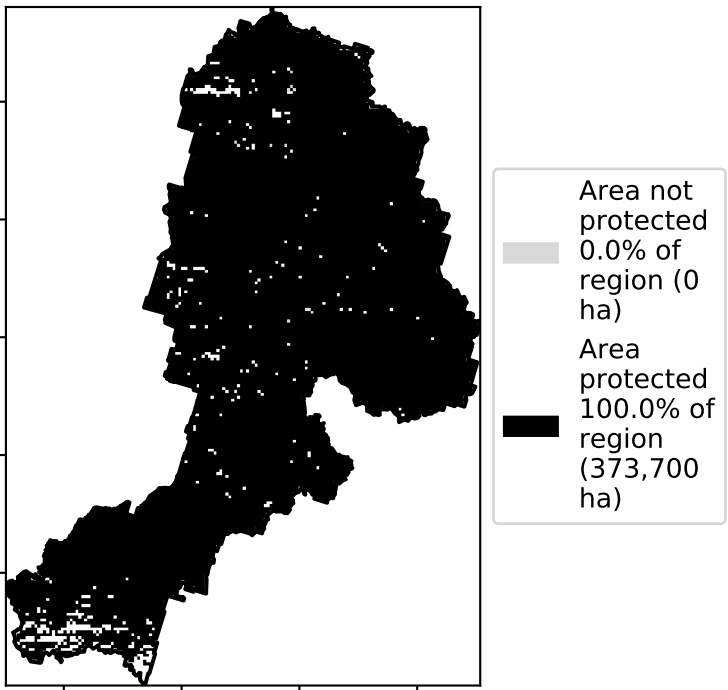 Area not
protected
0.0% of
region (0
ha)
Area
protected
100.0% of
region
(373,700
ha)